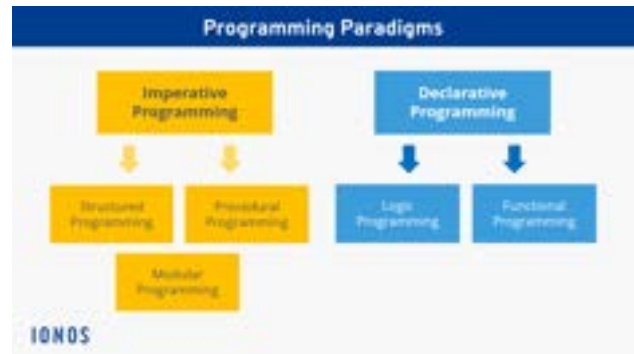 Programming Paradigms
Imperative
Programming
Declarative
Programming
Structured
Programming
Procedural
Programming
Logic
Programming
Functional
Programming
Modular
Programming
IONOS